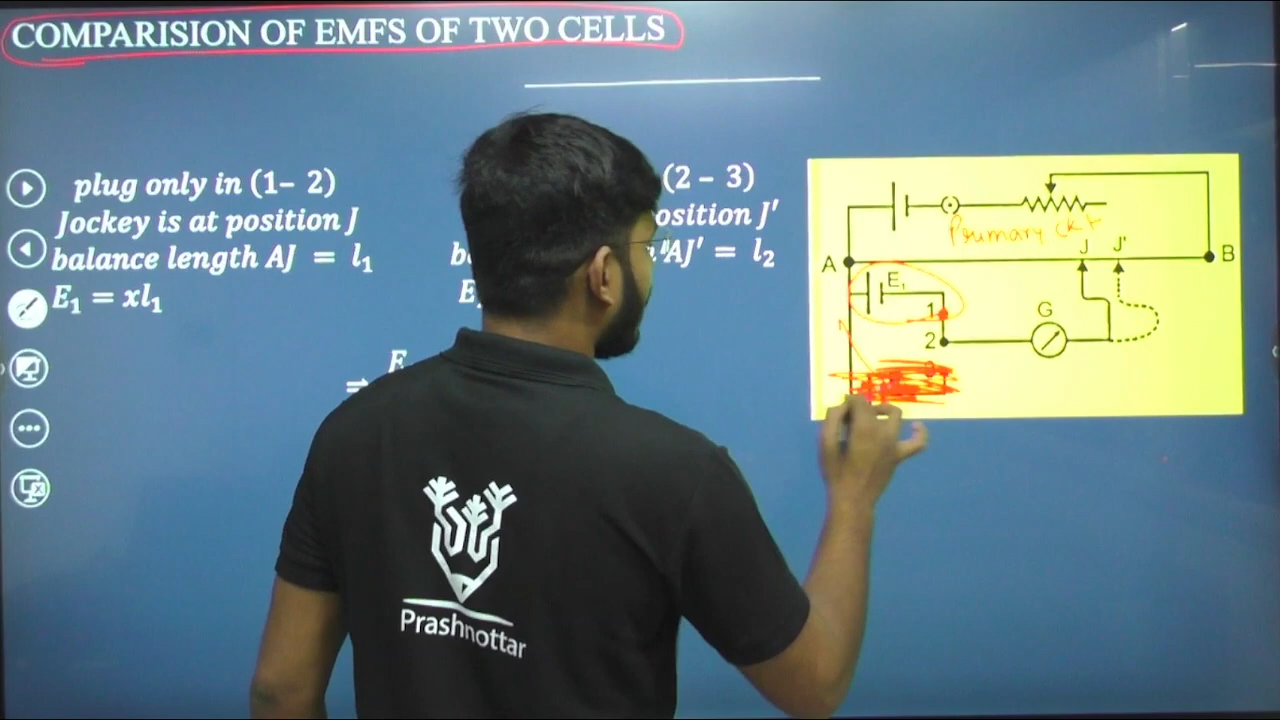 COMPARISION OF EMFS OF TWO CELLS
plug only in (1– 2)
Jockey is at position J
balance length AJ = l₁
E₁ = xl₁
(2 – 3)
position J′
AJ′ = l₂
E
⇒ E
Primary ckt
A
J
J'
B
E₁
1
2
G
Prashnottar